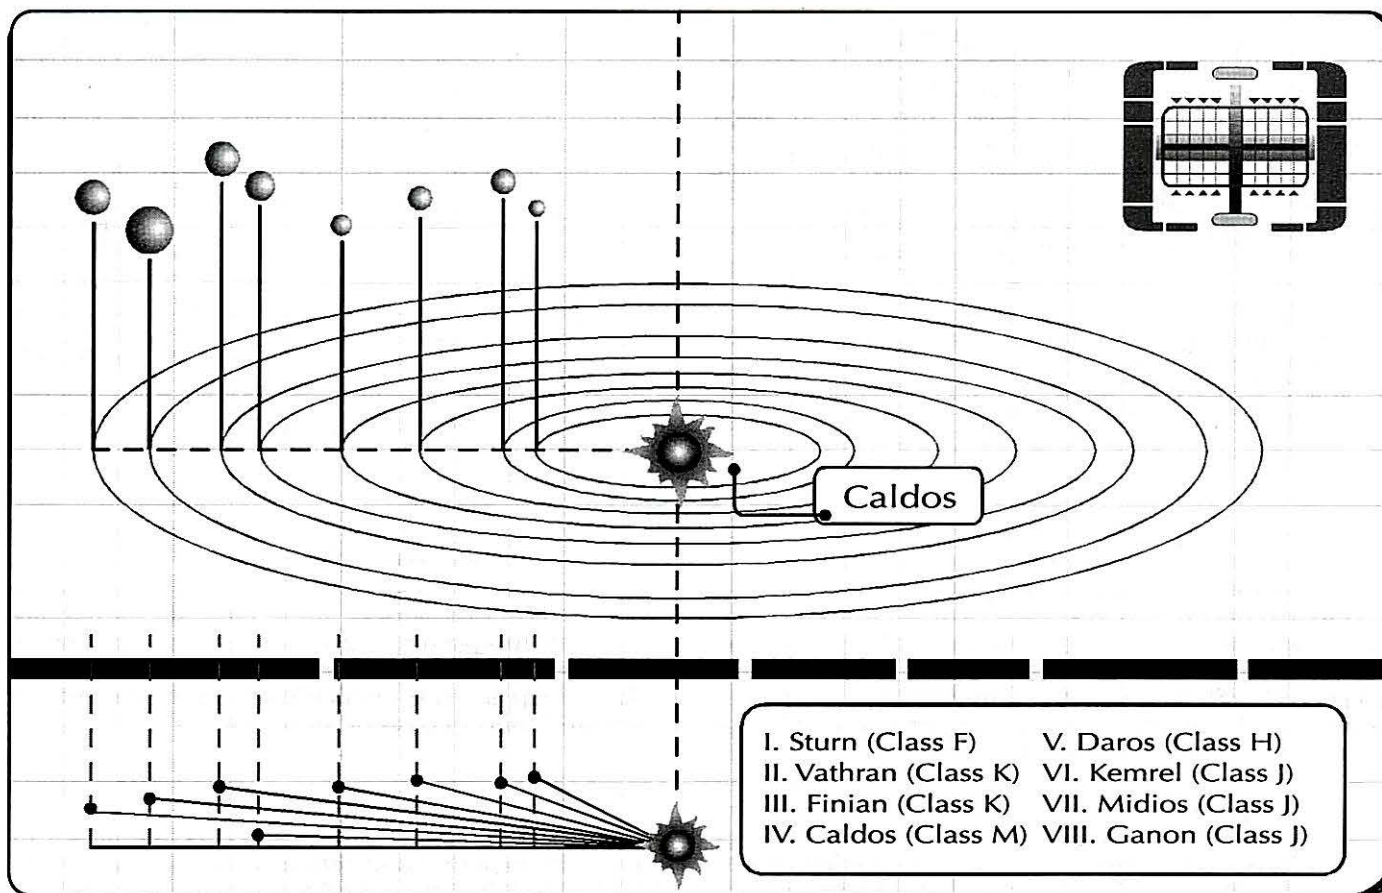 Caldos
I. Sturn (Class F)
II. Vathran (Class K)
III. Finian (Class K)
IV. Caldos (Class M)
V. Daros (Class H)
VI. Kemrel (Class J)
VII. Midios (Class J)
VIII. Ganon (Class J)